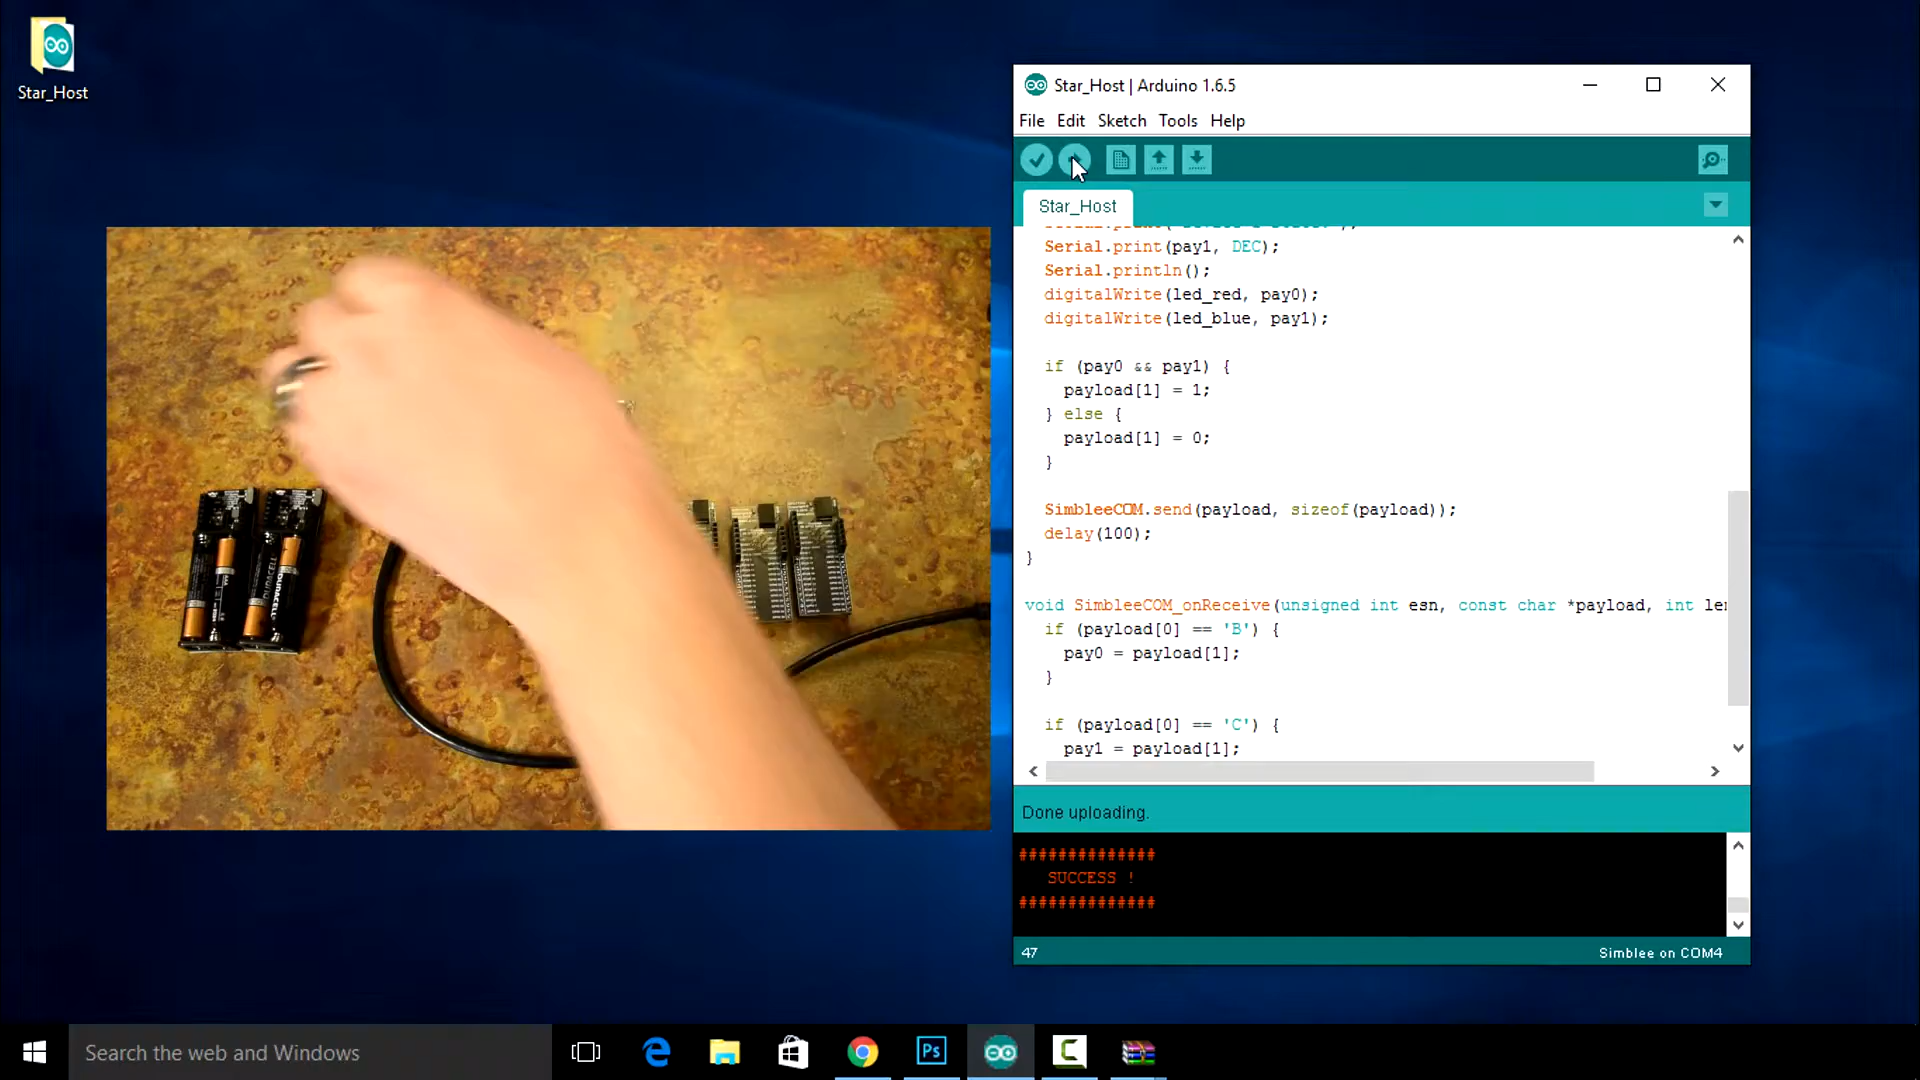 Star_Host
Star_Host | Arduino 1.6.5
File Edit Sketch Tools Help
Star_Host
Serial.print(pay1, DEC);
Serial.println();
digitalWrite(led_red, pay0);
digitalWrite(led_blue, pay1);
if (pay0 && pay1) {
payload[1] = 1;
} else {
payload[1] = 0;
}
SimbleeCOM.send(payload, sizeof(payload));
delay(100);
}
void SimbleeCOM_onReceive(unsigned int esn, const char *payload, int len
if (payload[0] == 'B') {
pay0 = payload[1];
}
if (payload[0] == 'C') {
pay1 = payload[1];
Done uploading.
##############
SUCCESS !
##############
47
Simblee on COM4
DURACELL
Search the web and Windows
Ps